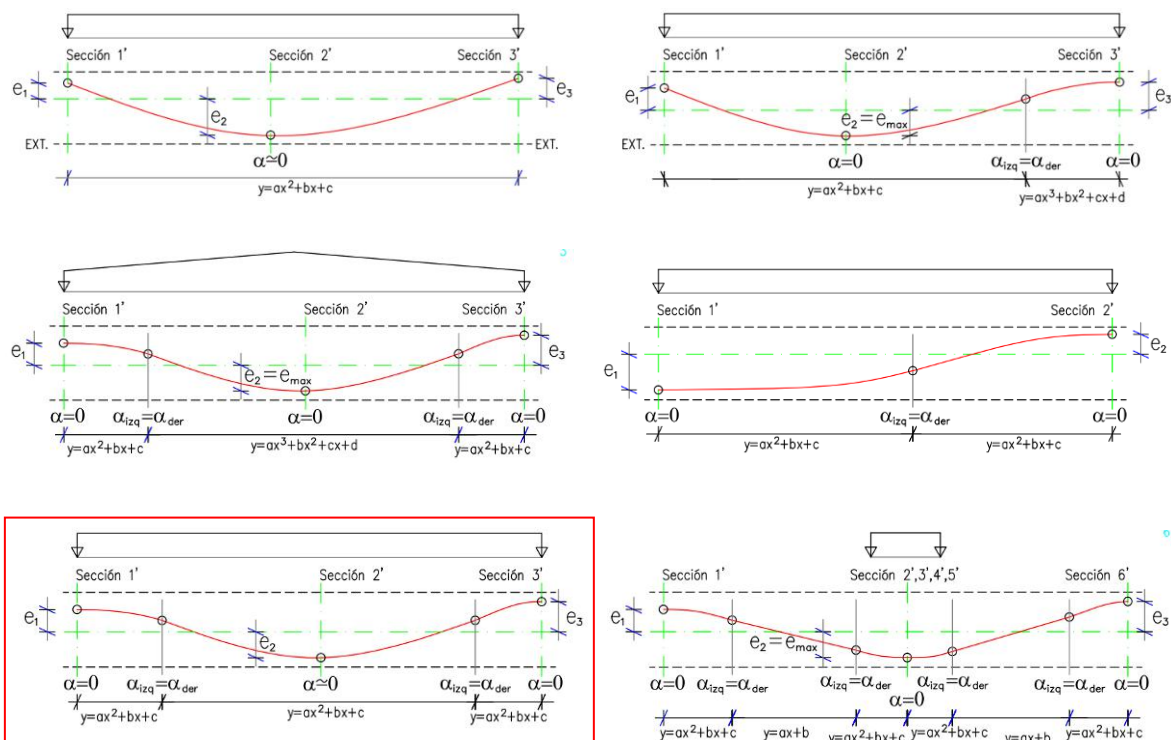 Sección 1' Sección 2' Sección 3'
e₁ e₂ e₃
EXT. EXT.
α≃0
y=ax²+bx+c
Sección 1' Sección 2' Sección 3'
e₁ e₂=eₘₐₓ e₃
EXT.
α=0 αizq=αder α=0
y=ax²+bx+c y=ax³+bx²+cx+d
Sección 1' Sección 2' Sección 3'
e₁ e₂=eₘₐₓ e₃
α=0 αizq=αder α=0 αizq=αder α=0
y=ax²+bx+c y=ax³+bx²+cx+d y=ax²+bx+c
Sección 1' Sección 2'
e₁ e₂
αizq=αder α=0
y=ax²+bx+c y=ax²+bx+c
Sección 1' Sección 2' Sección 3'
e₁ e₂ e₃
α=0 αizq=αder α≃0 αizq=αder α=0
y=ax²+bx+c y=ax²+bx+c y=ax²+bx+c
Sección 1' Sección 2',3',4',5' Sección 6'
e₁ e₂=eₘₐₓ e₃
α=0 αizq=αder αizq=αder αizq=αder αizq=αder α=0
α=0
y=ax²+bx+c y=ax+b y=ax²+bx+c y=ax²+bx+c y=ax+b y=ax²+bx+c